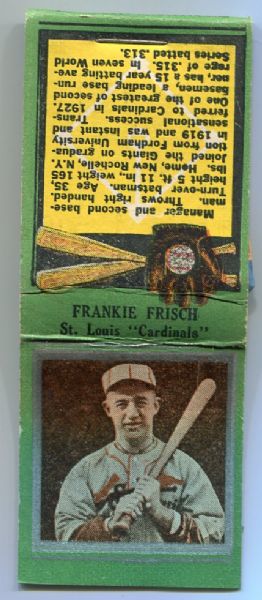 Manager and second base-
man. Throws right handed.
Turn-over batsman. Age 35,
height 5 ft. 11 in., weight 165
lbs. Home, New Rochelle, N.Y.
Joined the Giants on gradua-
tion from Fordham University
in 1919 and was instant and
sensational success. Trans-
ferred to Cardinals in 1927.
One of the greatest of second
Basemen a leading base-run-
ner, has a 15 year batting ave-
rage of .315. In seven World
Series batted .313.
FRANKIE FRISCH
St. Louis "Cardinals"